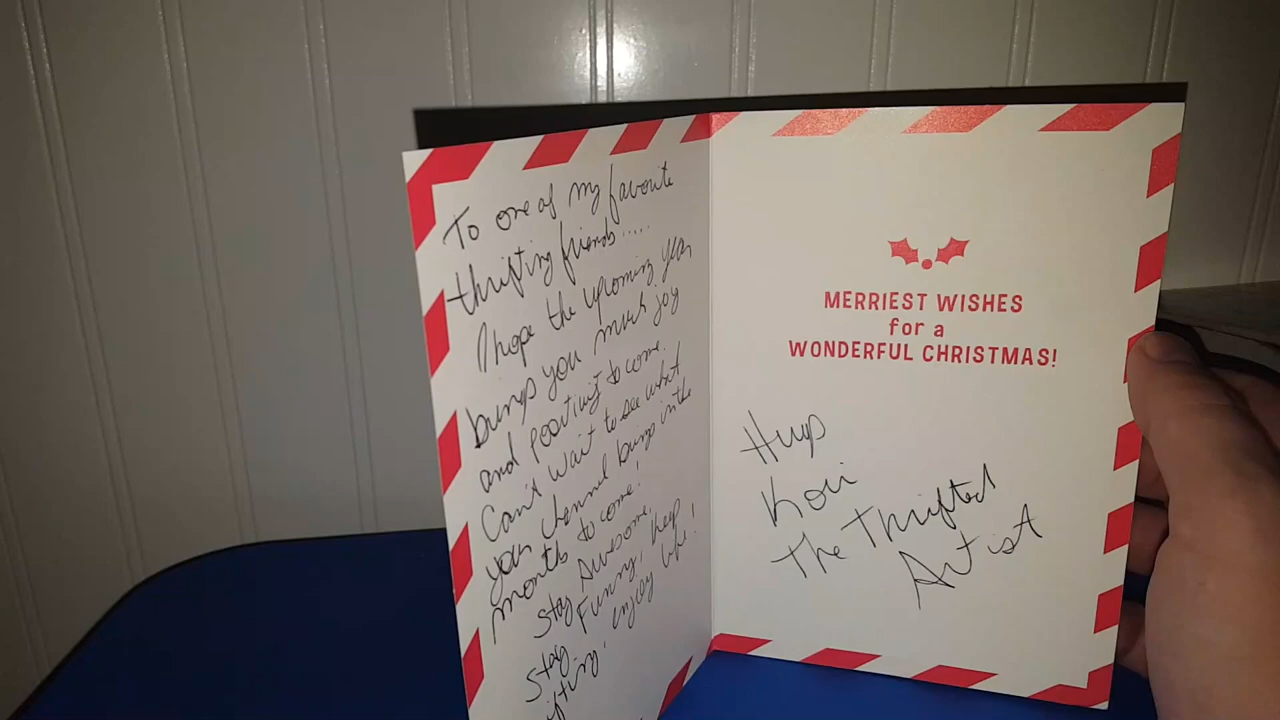 To one of my favorite
thrifting friends.....
I hope the upcoming year
brings you much joy
and positivity to come.
Can't wait to see what
your channel brings in the
months to come!
Stay Awesome,
Stay Funny, keep
enjoy life!
MERRIEST WISHES
for a
WONDERFUL CHRISTMAS!
Hugs
The Thrifted
Artist